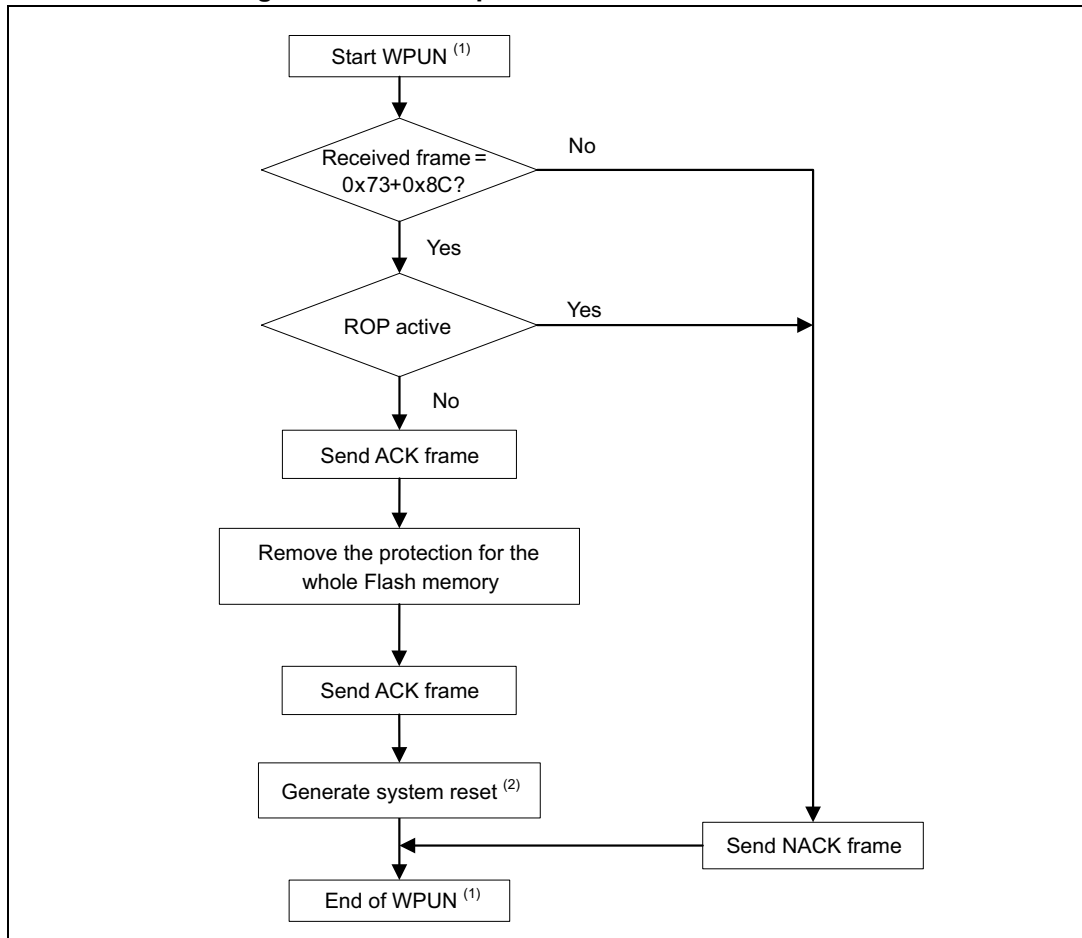 Start WPUN (1)
Received frame =
0x73+0x8C?
No
Yes
ROP active
Yes
No
Send ACK frame
Remove the protection for the
whole Flash memory
Send ACK frame
Generate system reset (2)
Send NACK frame
End of WPUN (1)